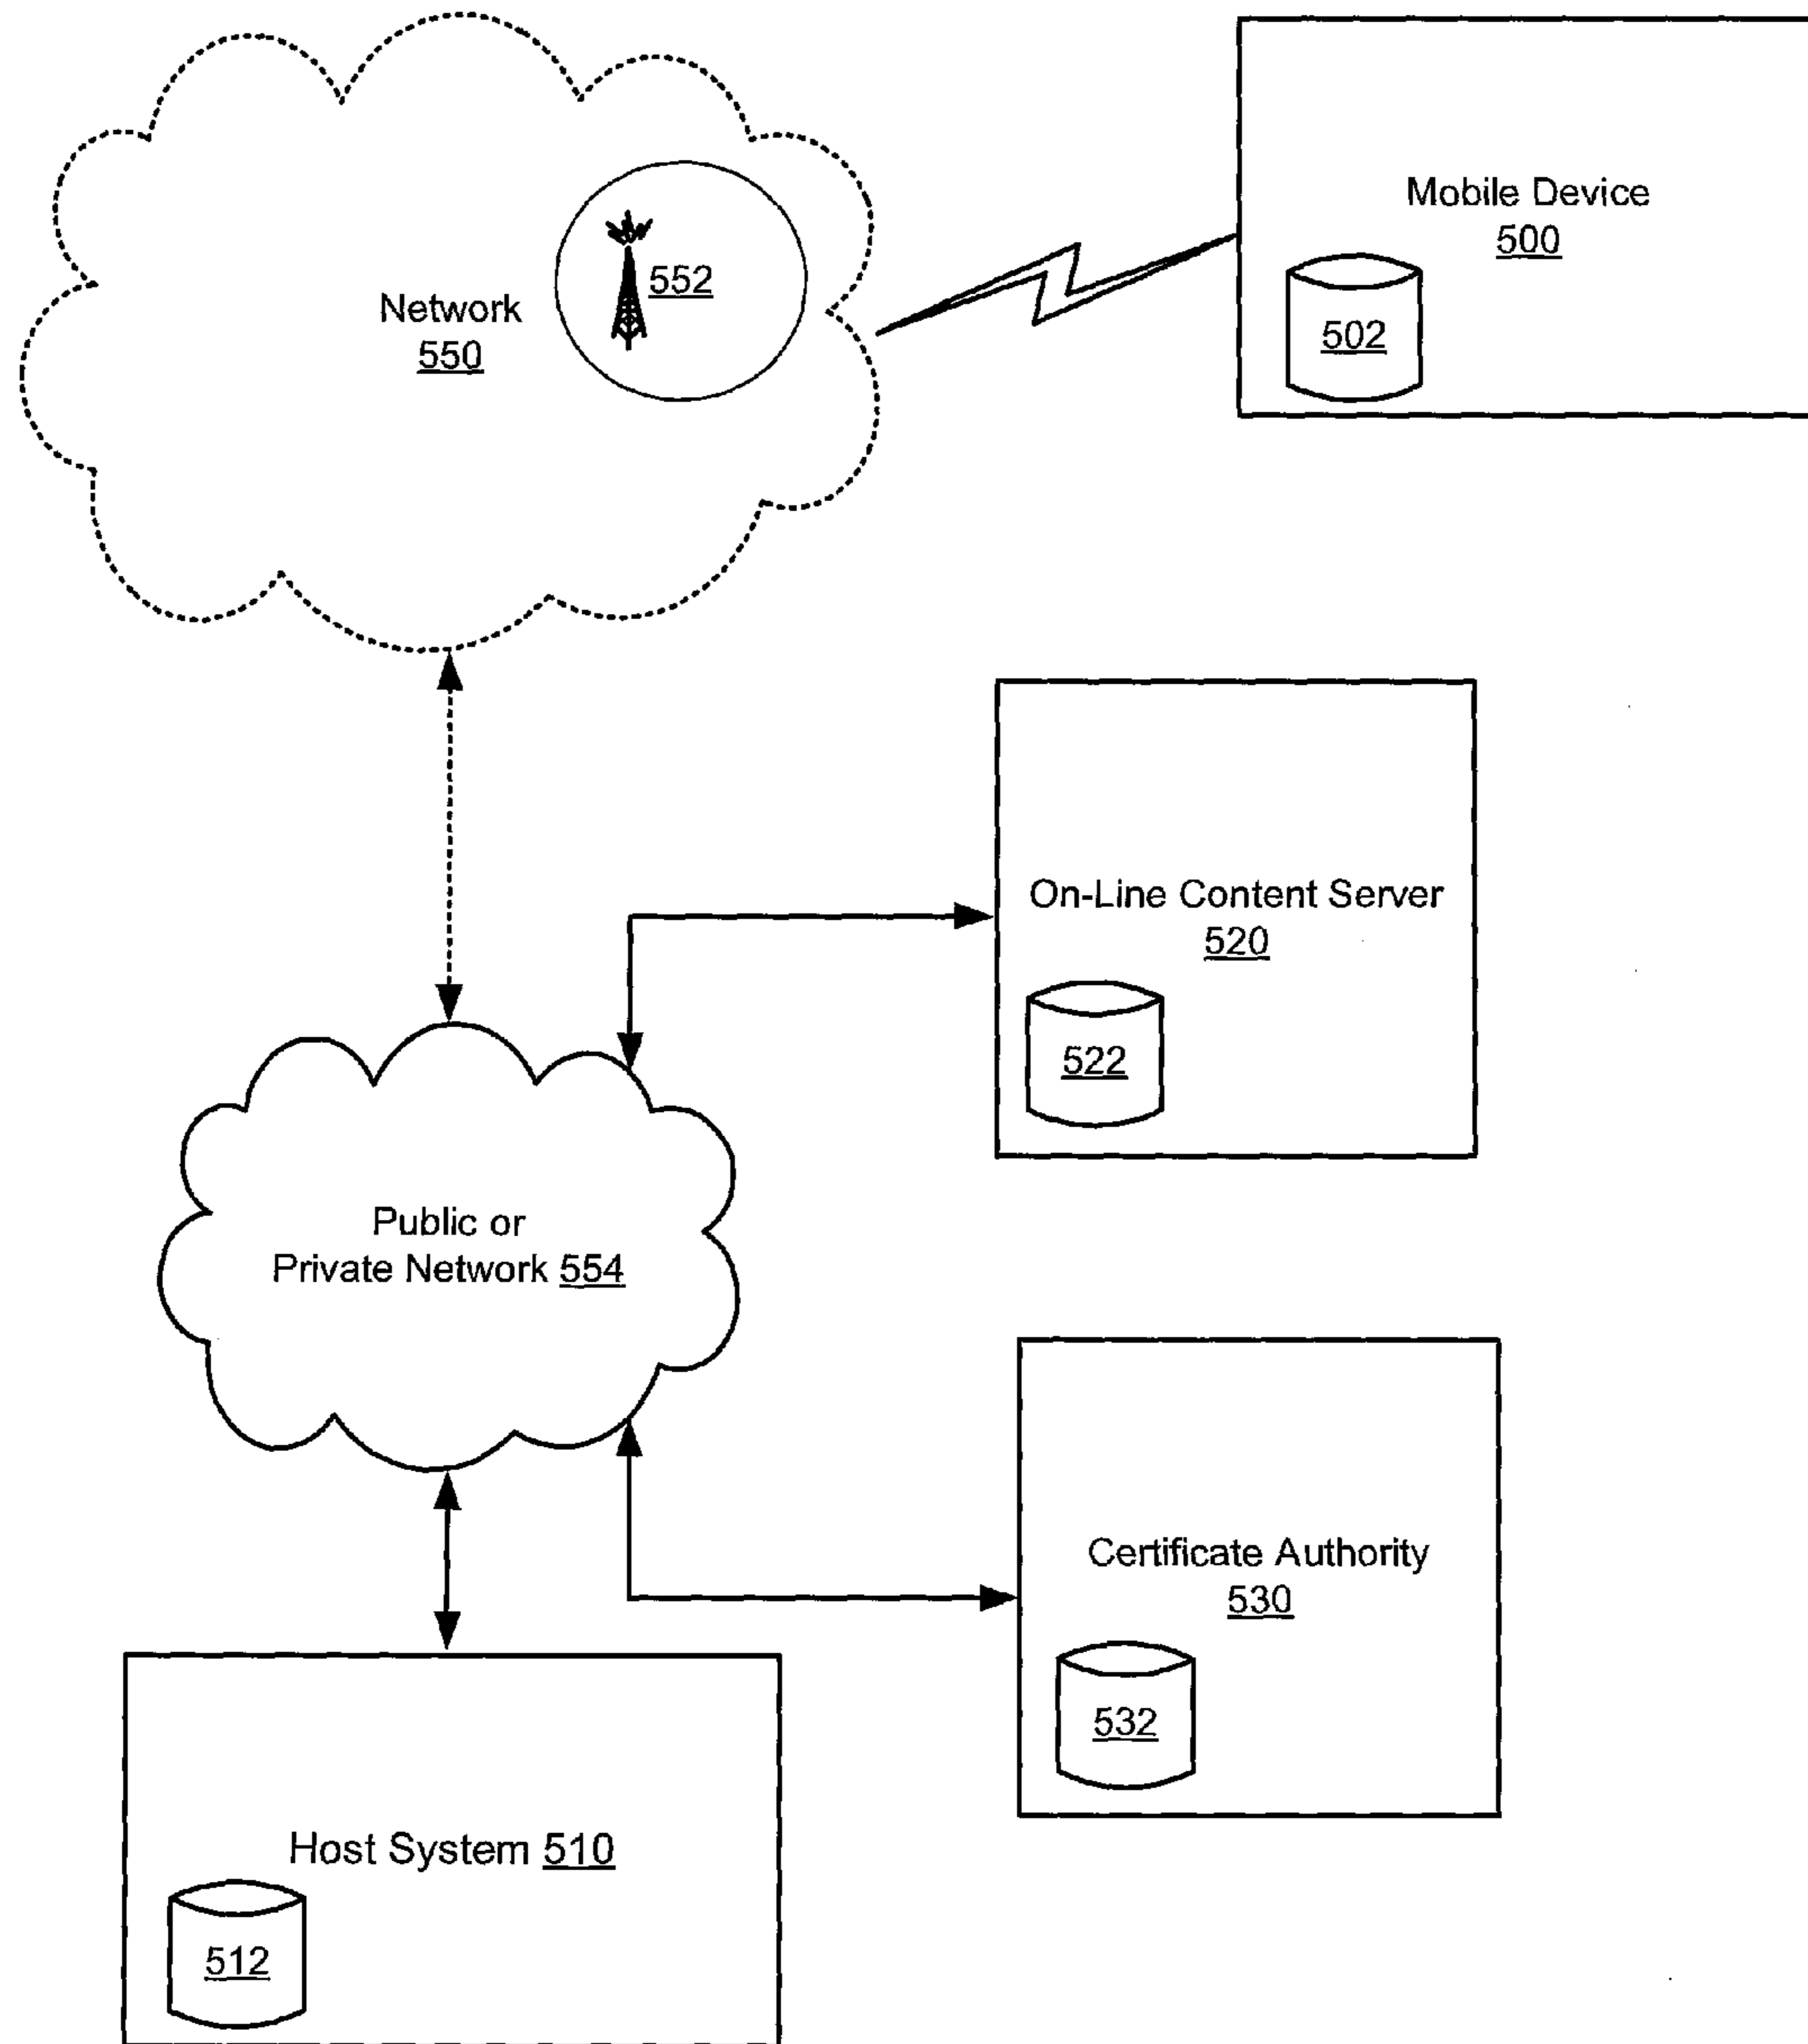 Mobile Device
500
502
552
Network
550
On-Line Content Server
520
522
Public or
Private Network 554
Certificate Authority
530
532
Host System 510
512